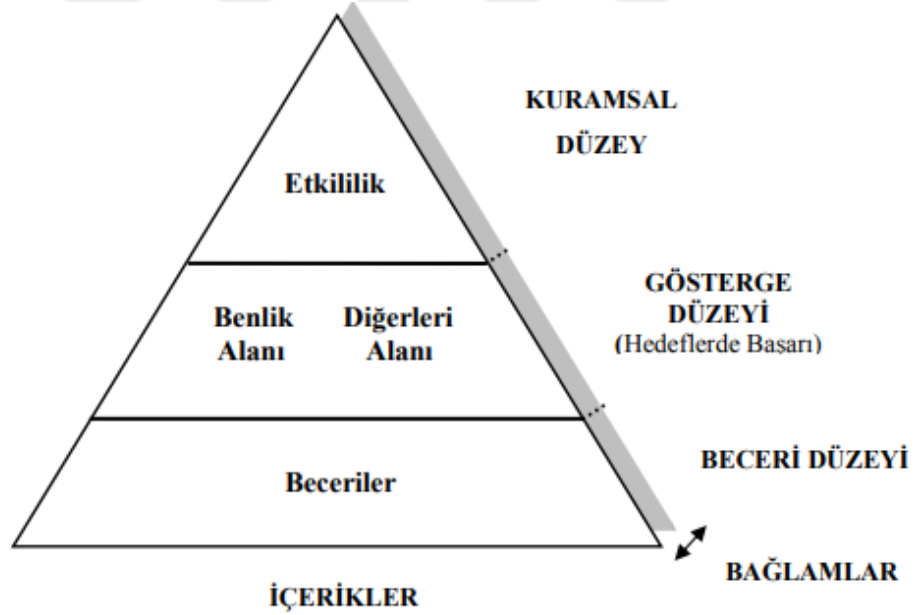 KURAMSAL
DÜZEY
Etkililik
GÖSTERGE
DÜZEYİ
(Hedeflerde Başarı)
Benlik
Alanı
Diğerleri
Alanı
BECERİ DÜZEYİ
Beceriler
BAĞLAMLAR
İÇERİKLER